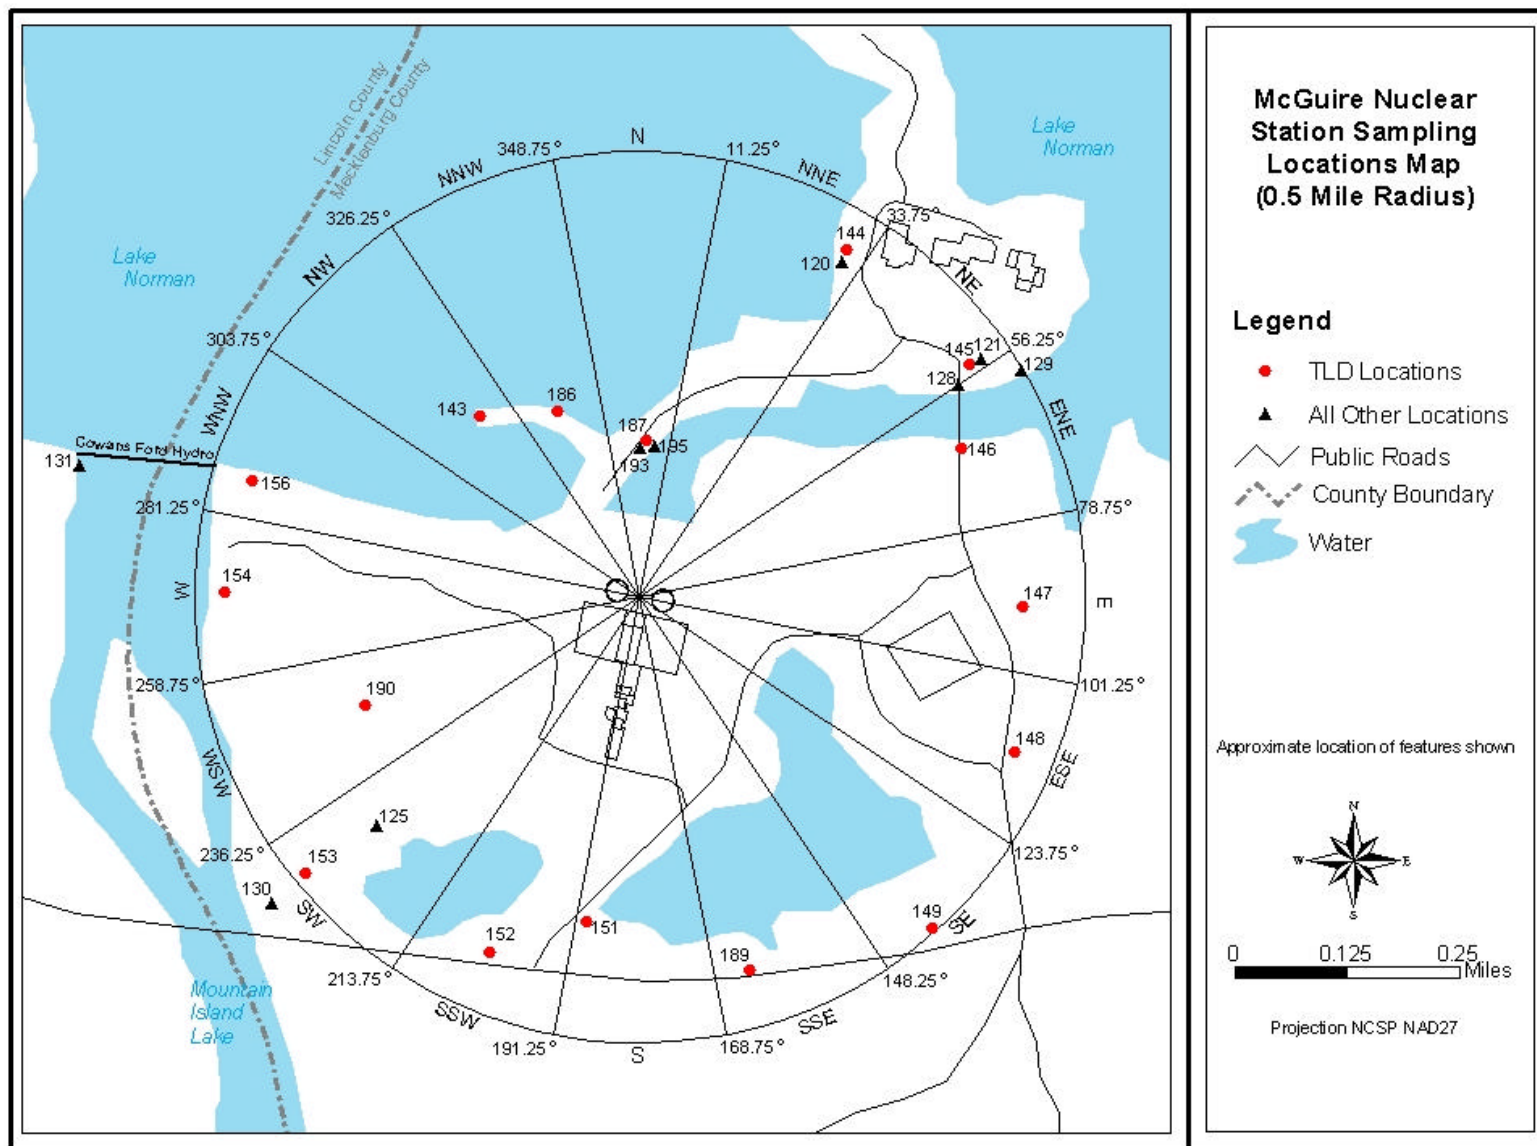 McGuire Nuclear
Station Sampling
Locations Map
(0.5 Mile Radius)
Legend
TLD Locations
All Other Locations
Public Roads
County Boundary
Water
Approximate location of features shown
N
W
E
S
0
0.125
0.25
Miles
Projection NCSP NAD27
Lincoln County
Mecklenburg County
Lake
Norman
Lake
Norman
Mountain
Island
Lake
Cowans Ford Hydro
N
348.75°
11.25°
NNW
NNE
326.25°
33.75°
NW
NE
303.75°
56.25°
WNW
ENE
281.25°
78.75°
W
E
258.75°
101.25°
WSW
ESE
236.25°
123.75°
SW
SE
213.75°
148.25°
SSW
SSE
191.25°
168.75°
S
144
120
145
121
129
128
186
143
187
195
193
146
131
156
154
147
190
148
125
153
130
149
152
151
189